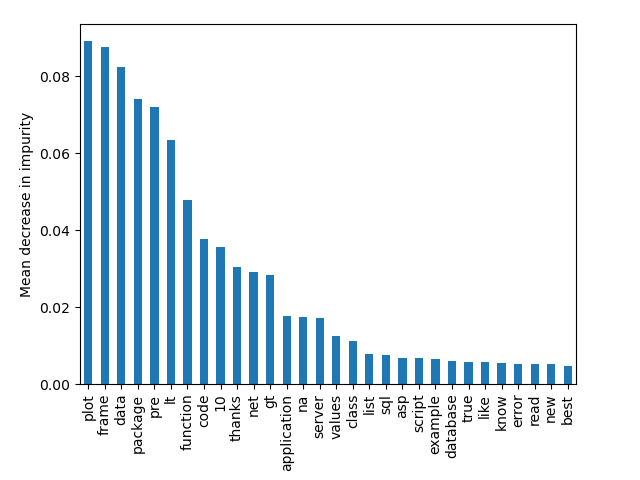 0.08
0.06
0.04
0.02
0.00
Mean decrease in impurity
plot
frame
data
package
pre
lt
function
code
10
thanks
net
gt
application
na
server
values
class
list
sql
asp
script
example
database
true
like
know
error
read
new
best